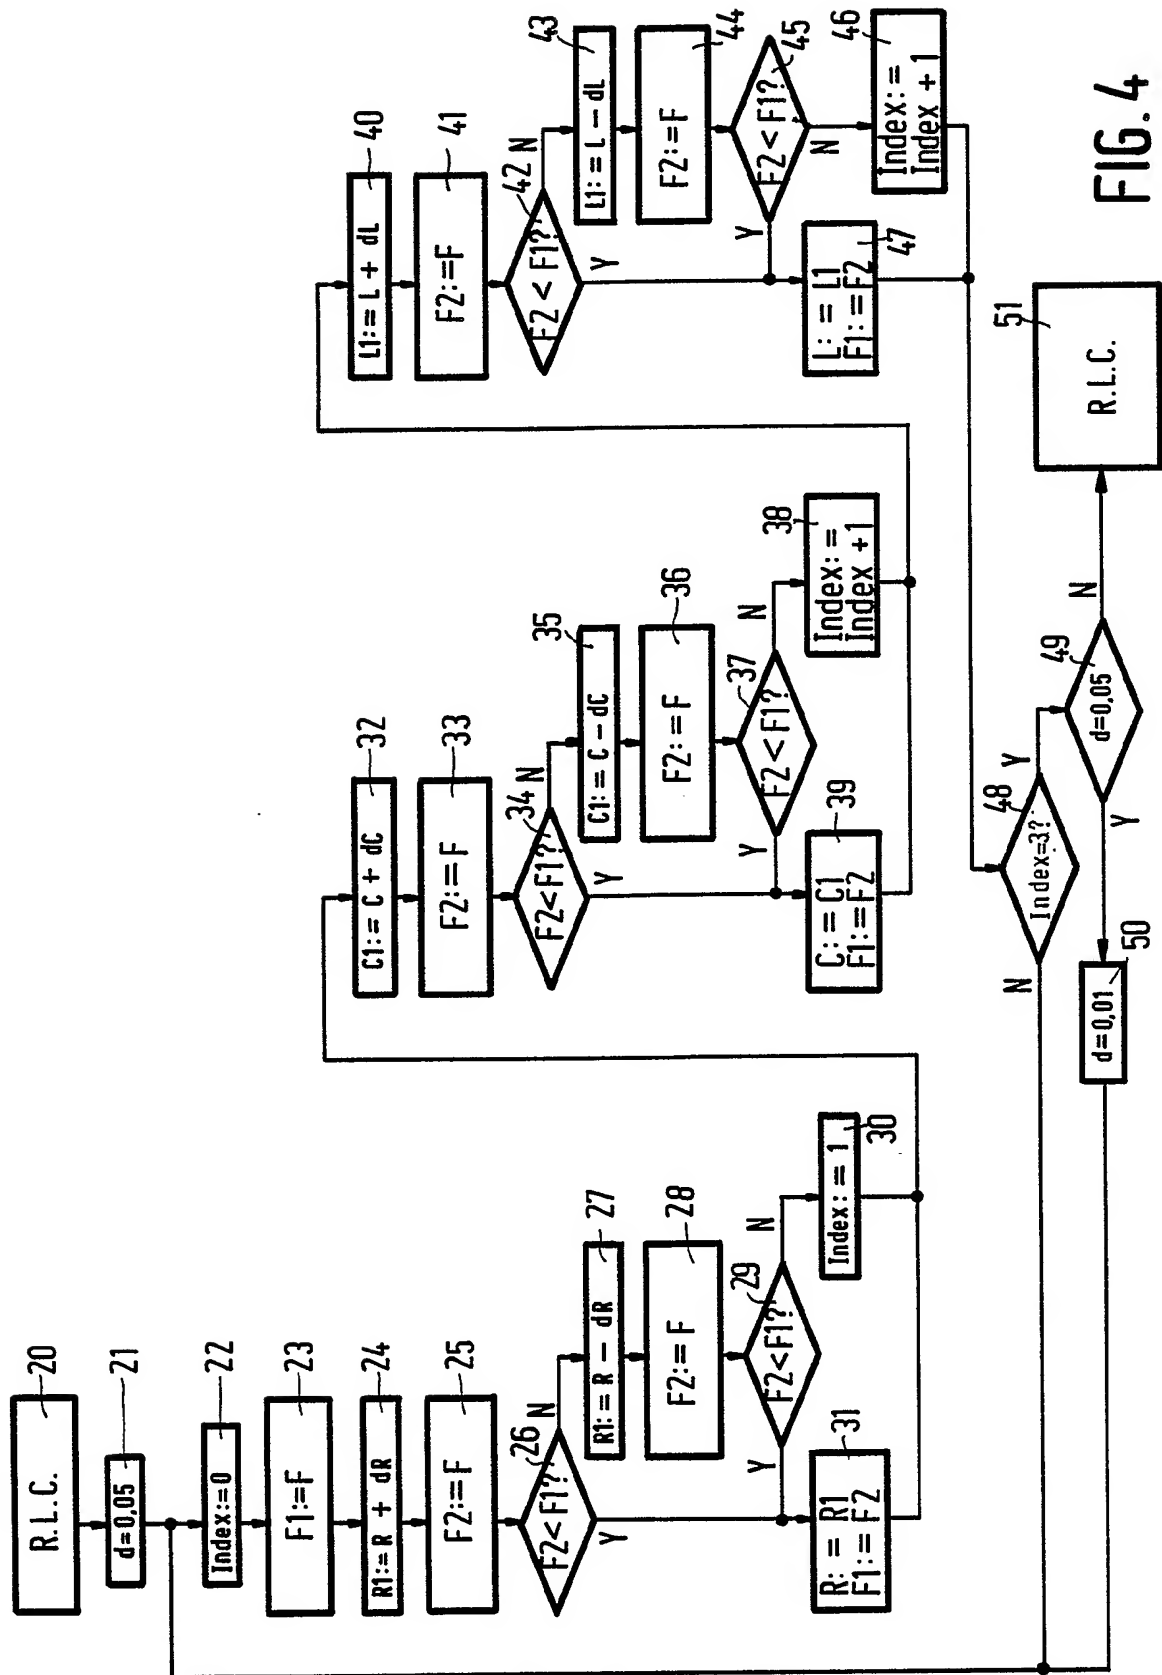 20
R.L.C.
21
d=0,05
22
Index:=0
23
F1:=F
24
R1:=R + dR
25
F2:=F
26
F2<F1?
N
Y
27
R1:=R − dR
28
F2:=F
29
F2<F1?
N
Y
30
Index:=1
31
R:=R1
F1:=F2
32
C1:=C + dC
33
F2:=F
34
F2<F1?
N
Y
35
C1:=C − dC
36
F2:=F
37
F2<F1?
N
Y
38
Index:=
Index +1
39
C:=C1
F1:=F2
40
L1:=L + dL
41
F2:=F
42
F2<F1?
N
Y
43
L1:=L − dL
44
F2:=F
45
F2<F1?
N
Y
46
Index:=
Index +1
47
L:=L1
F1:=F2
48
Index=3?
N
Y
49
d=0,05
N
Y
50
d=0,01
51
R.L.C.
FIG.4